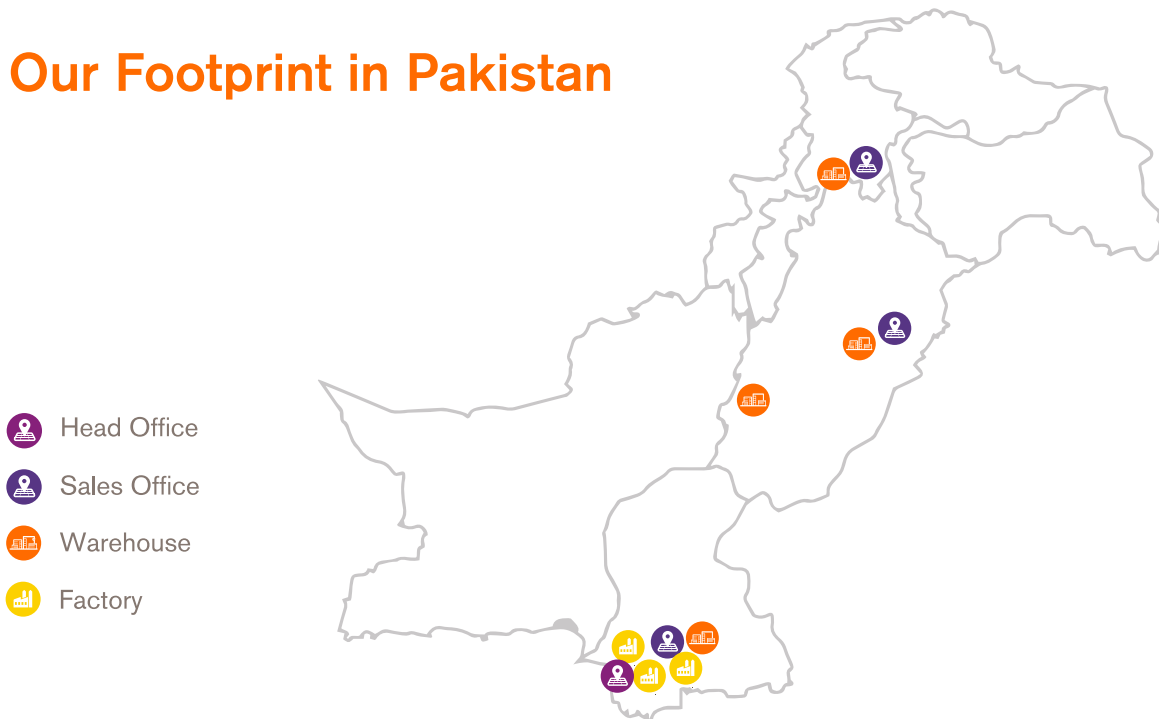 Our Footprint in Pakistan
Head Office
Sales Office
Warehouse
Factory